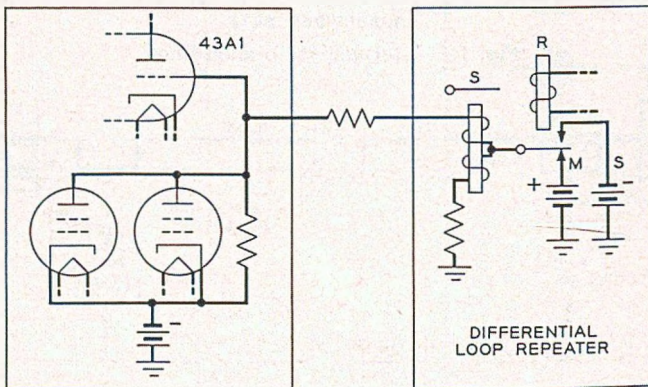 43A1
S
R
M
S
+
-
-
DIFFERENTIAL
LOOP REPEATER